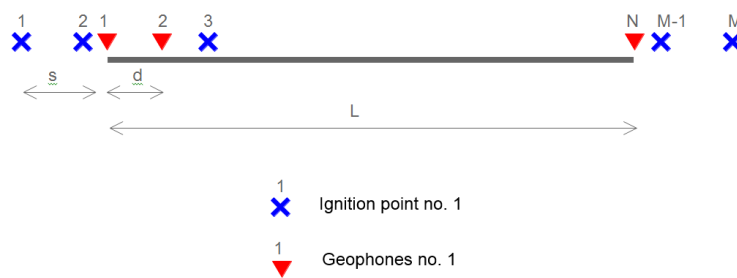 1 2 1 2 3 N M-1 M
s d
L
1
Ignition point no. 1
1
Geophones no. 1